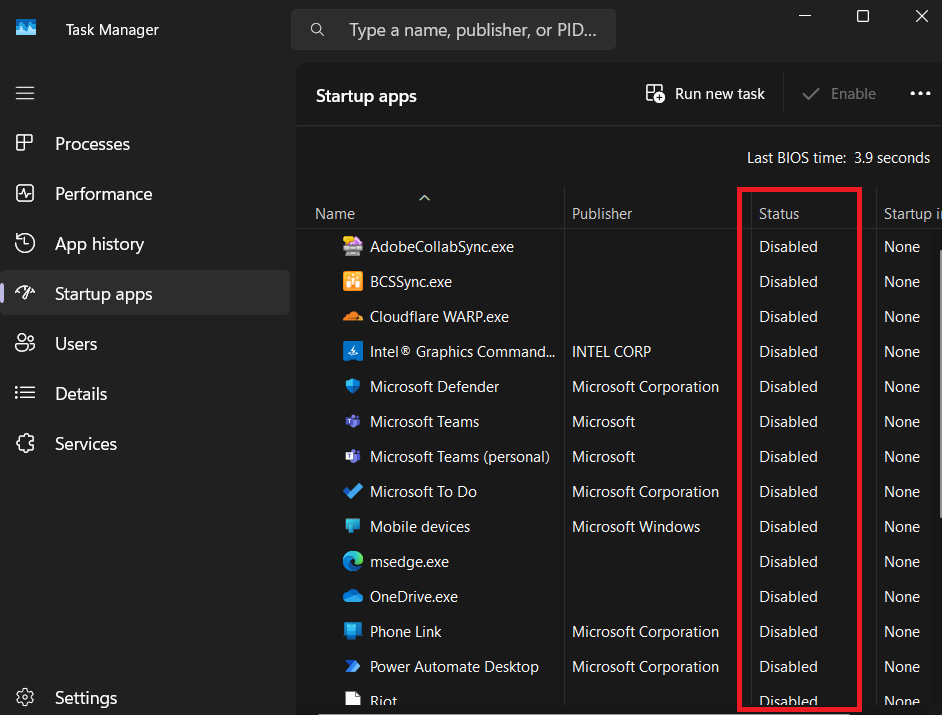 Task Manager
Type a name, publisher, or PID...
Startup apps
Run new task
Enable
Last BIOS time: 3.9 seconds
Processes
Performance
App history
Startup apps
Users
Details
Services
Settings
Name Publisher Status Startup i
AdobeCollabSync.exe Disabled None
BCSSync.exe Disabled None
Cloudflare WARP.exe Disabled None
Intel® Graphics Command... INTEL CORP Disabled None
Microsoft Defender Microsoft Corporation Disabled None
Microsoft Teams Microsoft Disabled None
Microsoft Teams (personal) Microsoft Disabled None
Microsoft To Do Microsoft Corporation Disabled None
Mobile devices Microsoft Windows Disabled None
msedge.exe Disabled None
OneDrive.exe Disabled None
Phone Link Microsoft Corporation Disabled None
Power Automate Desktop Microsoft Corporation Disabled None
Riot Disabled None